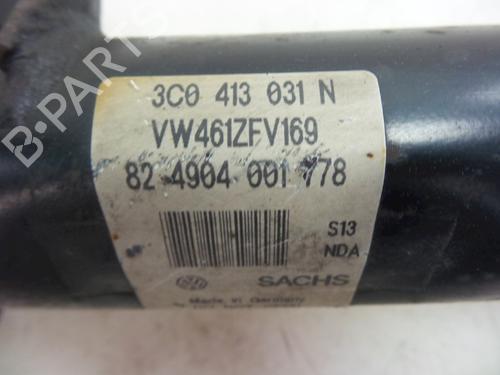 B-PARTS
3C0 413 031 N
VW461ZFV169
82 4904 001 778
S13
NDA
SACHS
Made in Germany